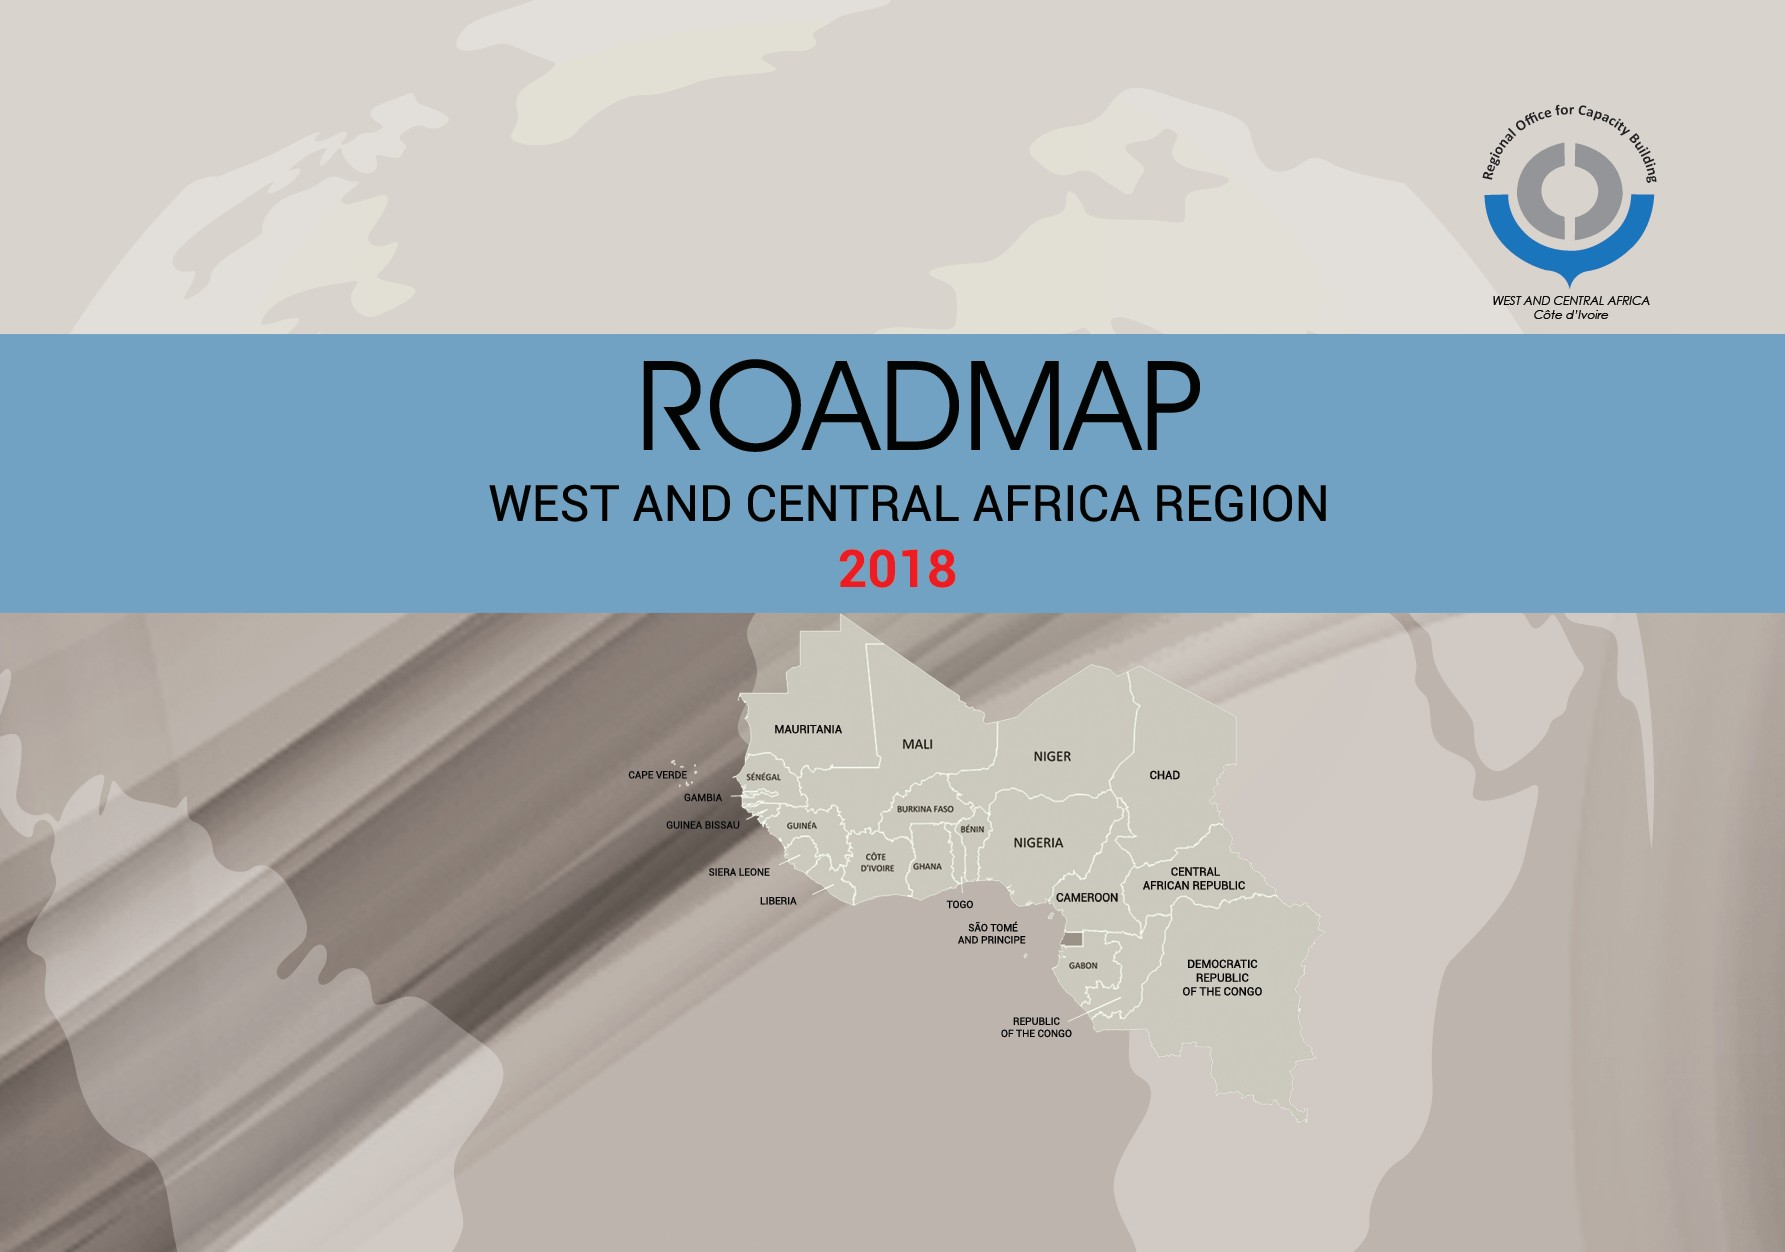 Regional Office for Capacity Building
WEST AND CENTRAL AFRICA
Côte d'Ivoire
ROADMAP
WEST AND CENTRAL AFRICA REGION
2018
MAURITANIA
MALI
NIGER
CHAD
CAPE VERDE
SÉNÉGAL
GAMBIA
GUINEA BISSAU
GUINÉA
BURKINA FASO
BÉNIN
NIGERIA
CÔTE
D'IVOIRE
GHANA
SIERA LEONE
LIBERIA
TOGO
CENTRAL
AFRICAN REPUBLIC
CAMEROON
SÃO TOMÉ
AND PRINCIPE
GABON
DEMOCRATIC
REPUBLIC
OF THE CONGO
REPUBLIC
OF THE CONGO